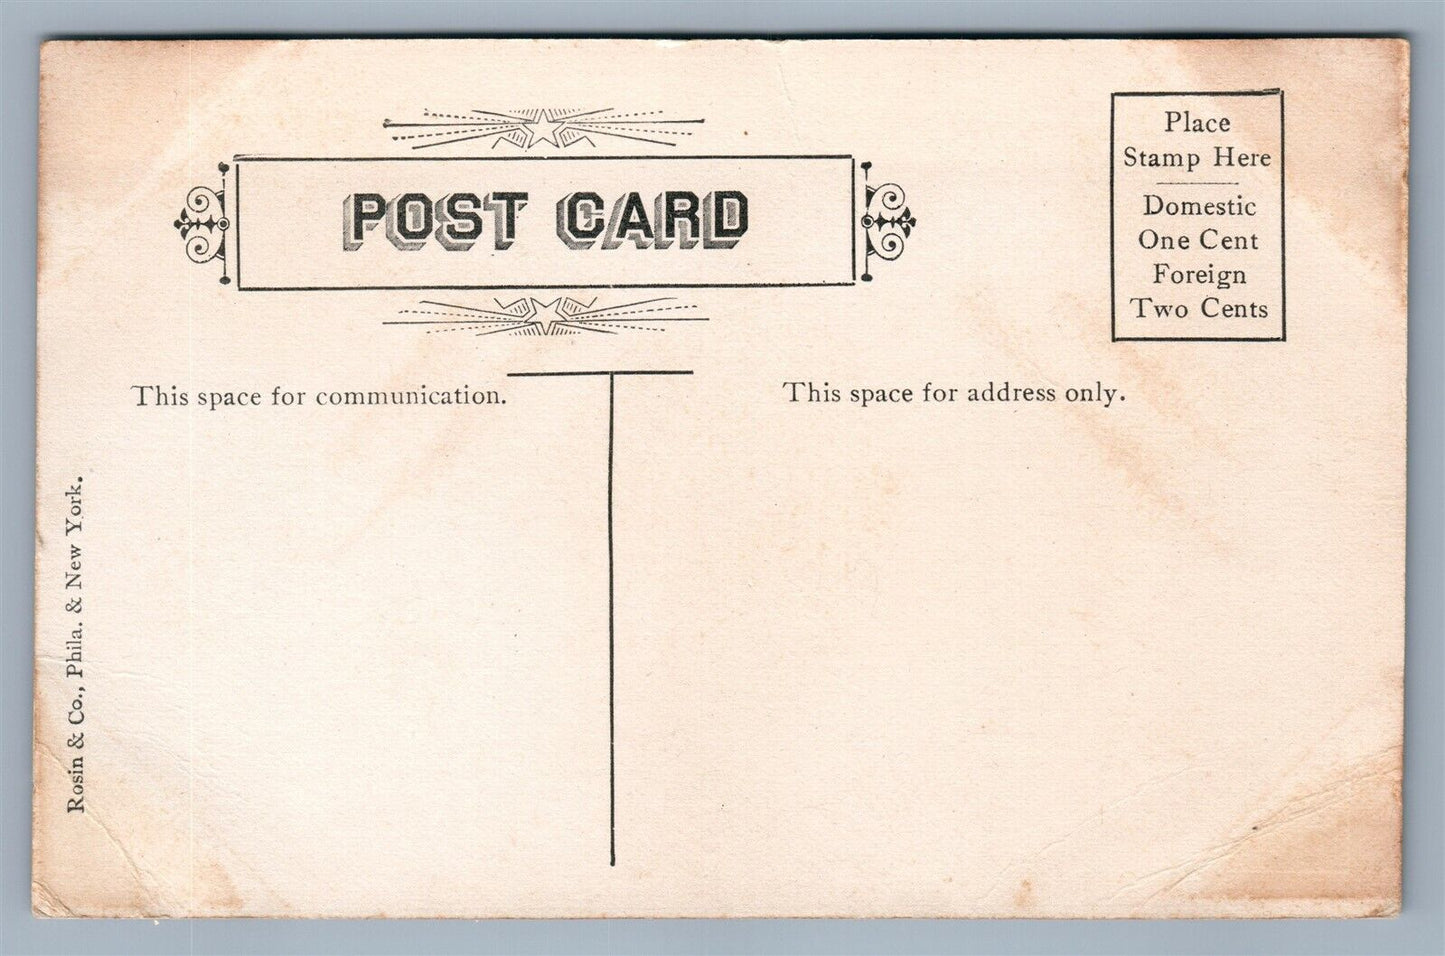 POST CARD
Place
Stamp Here
Domestic
One Cent
Foreign
Two Cents
This space for communication.
This space for address only.
Rosin & Co., Phila. & New York.